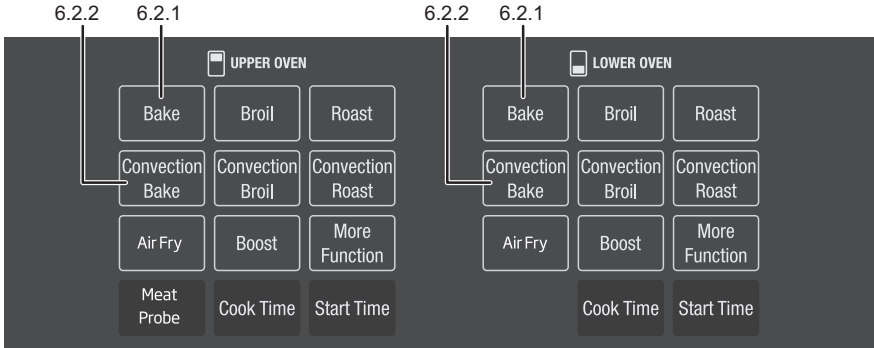 6.2.2 6.2.1 6.2.2 6.2.1
UPPER OVEN
Bake Broil Roast
Convection Bake
Convection Broil
Convection Roast
Air Fry Boost
More Function
Meat Probe
Cook Time Start Time
LOWER OVEN
Bake Broil Roast
Convection Bake
Convection Broil
Convection Roast
Air Fry Boost
More Function
Cook Time Start Time